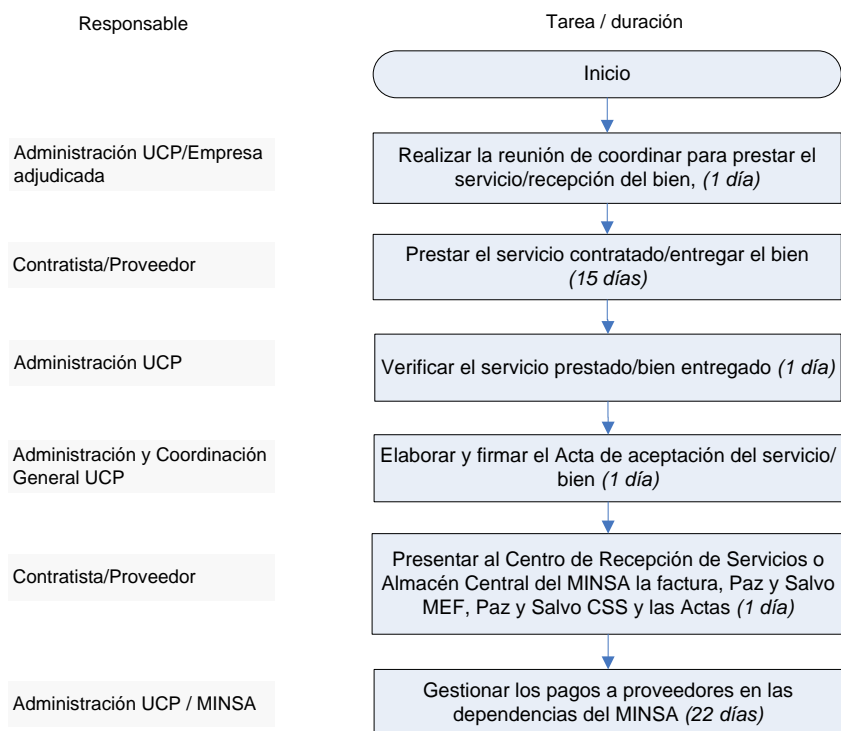 Responsable
Tarea / duración
Inicio
Administración UCP/Empresa
adjudicada
Realizar la reunión de coordinar para prestar el
servicio/recepción del bien, (1 día)
Contratista/Proveedor
Prestar el servicio contratado/entregar el bien
(15 días)
Administración UCP
Verificar el servicio prestado/bien entregado (1 día)
Administración y Coordinación
General UCP
Elaborar y firmar el Acta de aceptación del servicio/
bien (1 día)
Contratista/Proveedor
Presentar al Centro de Recepción de Servicios o
Almacén Central del MINSA la factura, Paz y Salvo
MEF, Paz y Salvo CSS y las Actas (1 día)
Administración UCP / MINSA
Gestionar los pagos a proveedores en las
dependencias del MINSA (22 días)